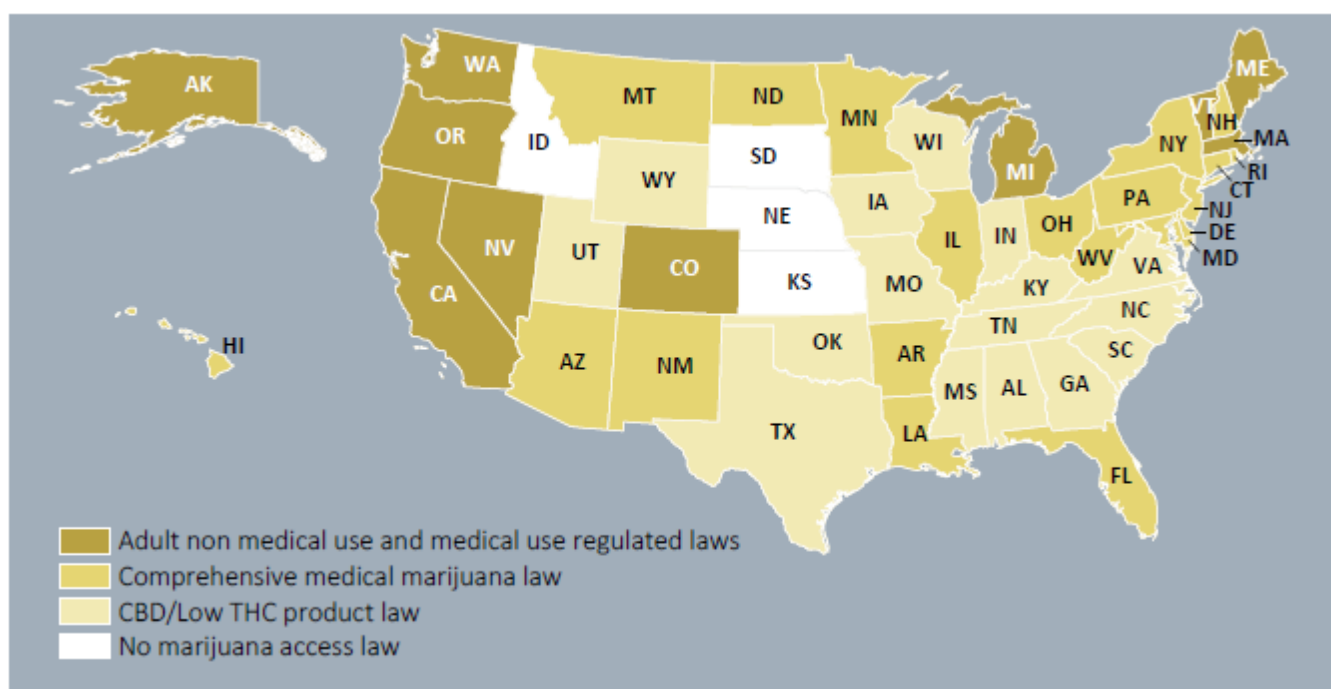 WA
ME
AK
MT
ND
VT
MN
NH
OR
MA
ID
WI
NY
SD
RI
MI
WY
CT
PA
IA
NJ
NE
OH
IL
IN
DE
NV
UT
CO
WV
MD
VA
CA
KS
MO
KY
NC
TN
OK
HI
SC
AZ
NM
AR
MS
AL
GA
TX
LA
FL
Adult non medical use and medical use regulated laws
Comprehensive medical marijuana law
CBD/Low THC product law
No marijuana access law